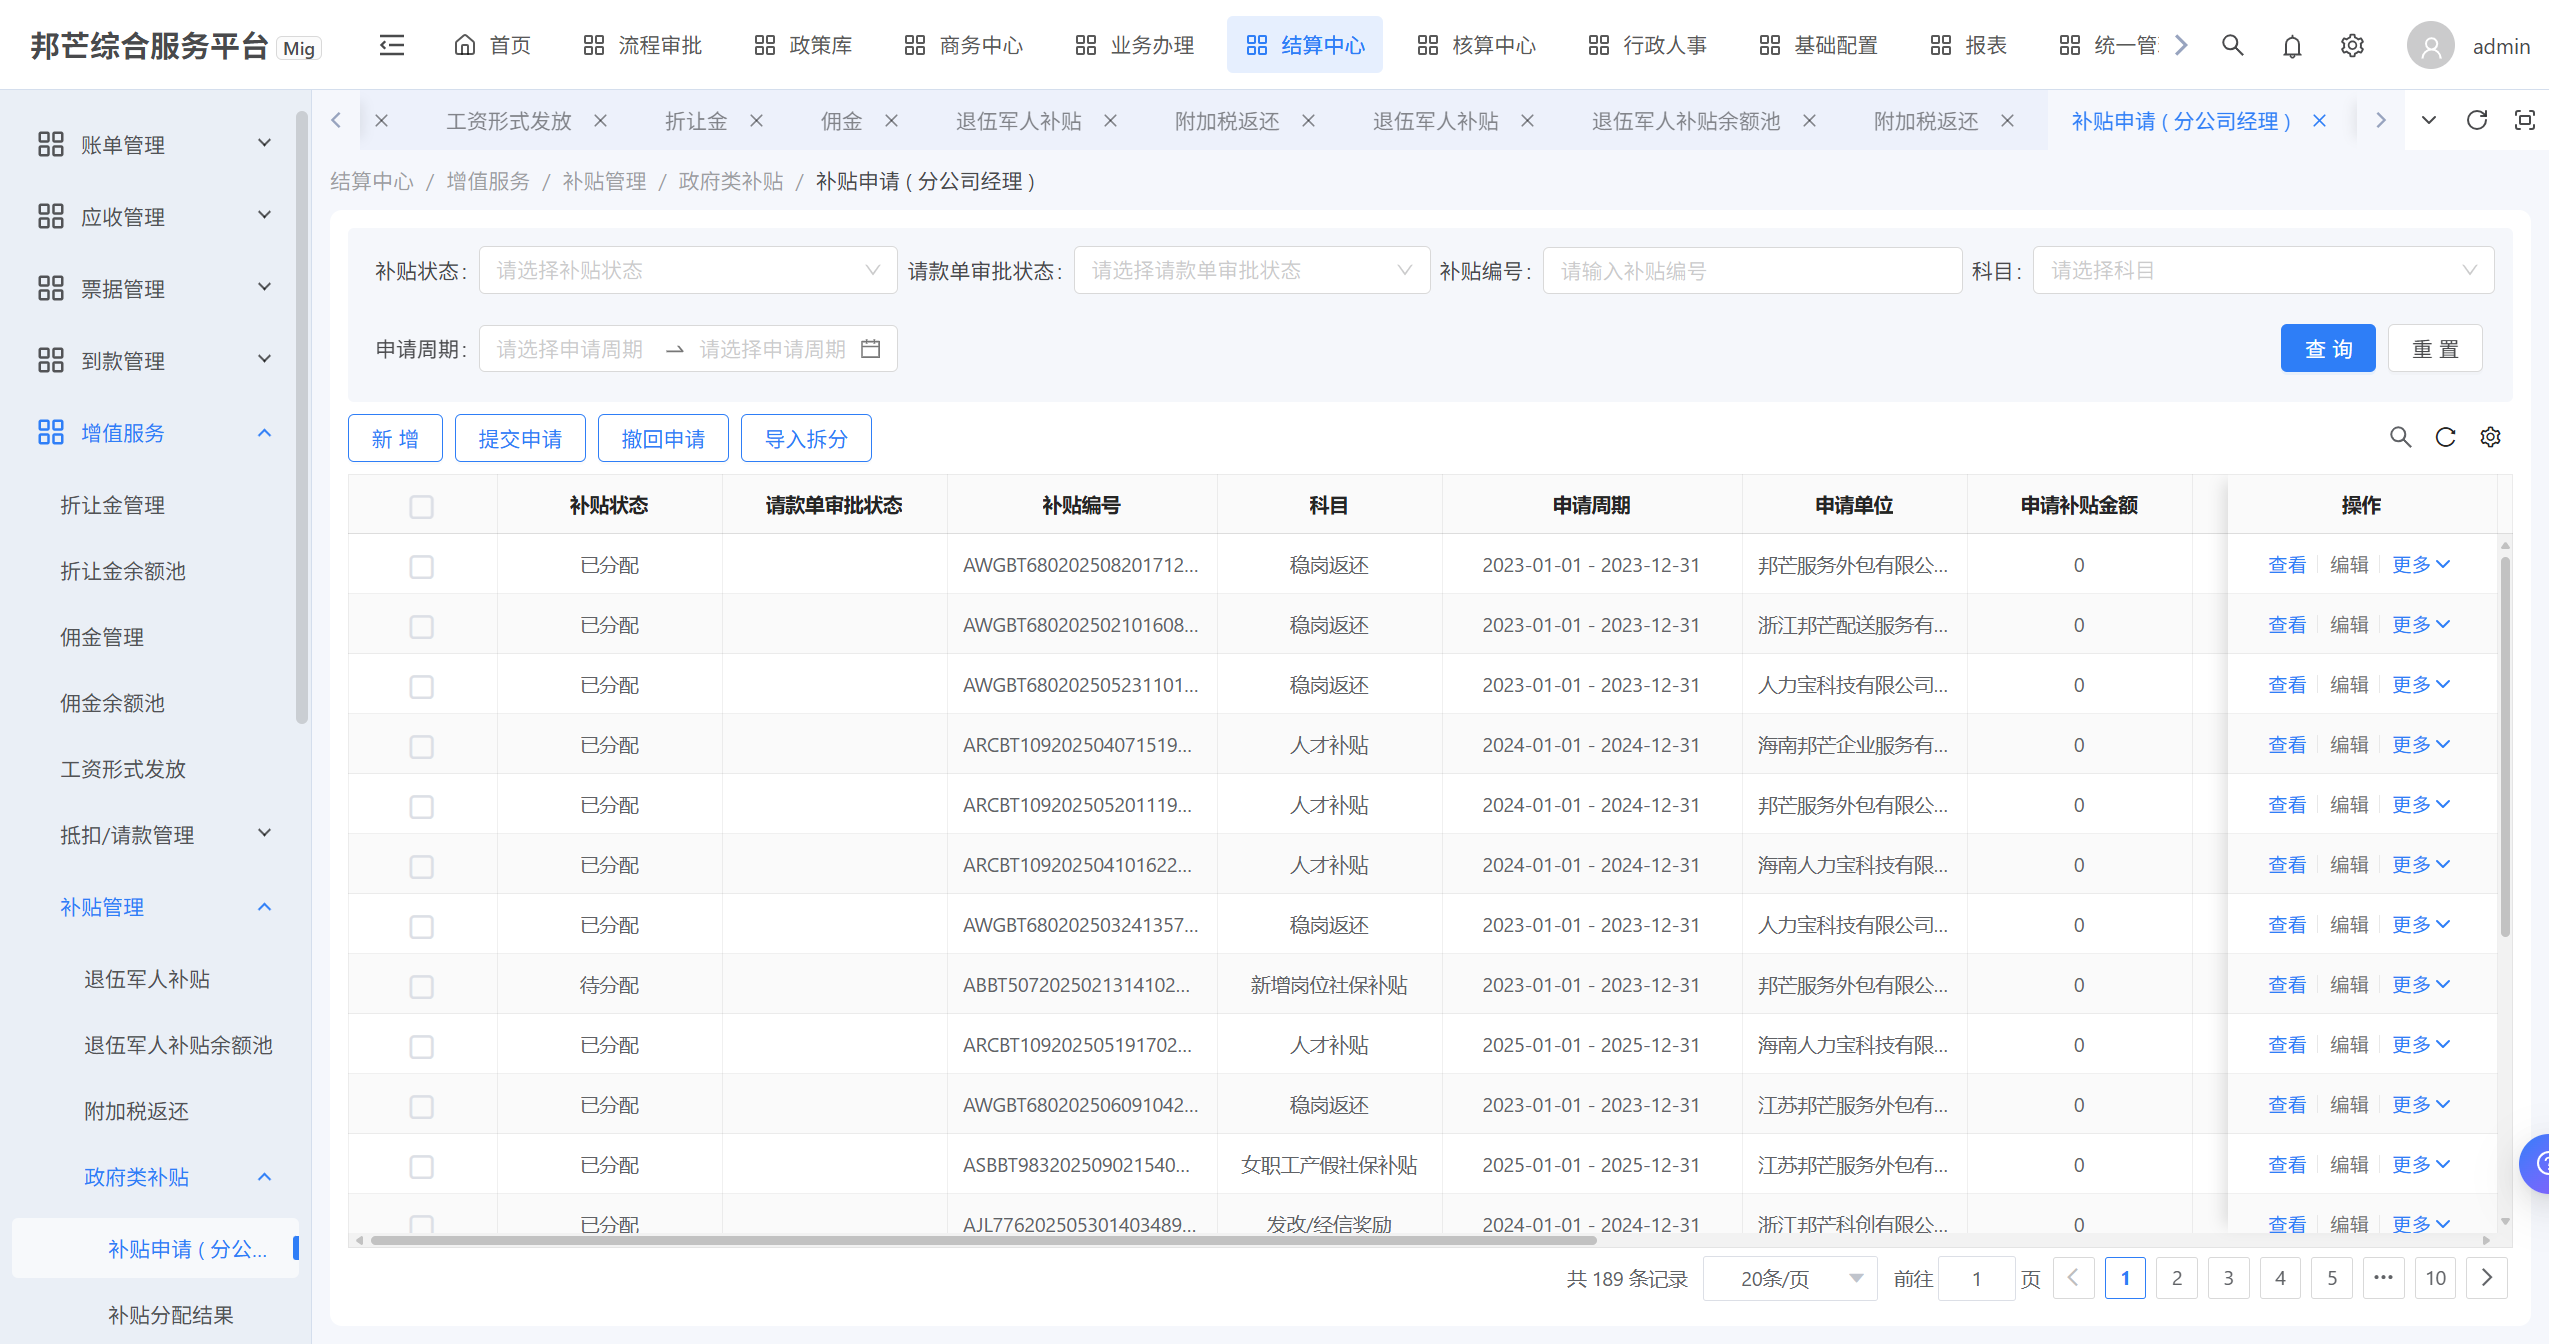 邦芒综合服务平台 Mig 首页 流程审批 政策库 商务中心 业务办理 结算中心 核算中心 行政人事 基础配置 报表 统一管 admin
工资形式发放 折让金 佣金 退伍军人补贴 附加税返还 退伍军人补贴 退伍军人补贴余额池 附加税返还 补贴申请 ( 分公司经理 )
结算中心 / 增值服务 / 补贴管理 / 政府类补贴 / 补贴申请 ( 分公司经理 )
账单管理
应收管理
票据管理
到款管理
增值服务
折让金管理
折让金余额池
佣金管理
佣金余额池
工资形式发放
抵扣/请款管理
补贴管理
退伍军人补贴
退伍军人补贴余额池
附加税返还
政府类补贴
补贴申请 ( 分公...
补贴分配结果
补贴状态 : 请选择补贴状态 请款单审批状态 : 请选择请款单审批状态 补贴编号 : 请输入补贴编号 科目 : 请选择科目
申请周期 : 请选择申请周期 请选择申请周期 查 询 重 置
新 增 提交申请 撤回申请 导入拆分
补贴状态 请款单审批状态 补贴编号 科目 申请周期 申请单位 申请补贴金额 操作
已分配 AWGBT680202508201712... 稳岗返还 2023-01-01 - 2023-12-31 邦芒服务外包有限公... 0 查看 编辑 更多
已分配 AWGBT680202502101608... 稳岗返还 2023-01-01 - 2023-12-31 浙江邦芒配送服务有... 0 查看 编辑 更多
已分配 AWGBT680202505231101... 稳岗返还 2023-01-01 - 2023-12-31 人力宝科技有限公司... 0 查看 编辑 更多
已分配 ARCBT109202504071519... 人才补贴 2024-01-01 - 2024-12-31 海南邦芒企业服务有... 0 查看 编辑 更多
已分配 ARCBT109202505201119... 人才补贴 2024-01-01 - 2024-12-31 邦芒服务外包有限公... 0 查看 编辑 更多
已分配 ARCBT109202504101622... 人才补贴 2024-01-01 - 2024-12-31 海南人力宝科技有限... 0 查看 编辑 更多
已分配 AWGBT680202503241357... 稳岗返还 2023-01-01 - 2023-12-31 人力宝科技有限公司... 0 查看 编辑 更多
待分配 ABBT5072025021314102... 新增岗位社保补贴 2023-01-01 - 2023-12-31 邦芒服务外包有限公... 0 查看 编辑 更多
已分配 ARCBT109202505191702... 人才补贴 2025-01-01 - 2025-12-31 海南人力宝科技有限... 0 查看 编辑 更多
已分配 AWGBT680202506091042... 稳岗返还 2023-01-01 - 2023-12-31 江苏邦芒服务外包有... 0 查看 编辑 更多
已分配 ASBBT983202509021540... 女职工产假社保补贴 2025-01-01 - 2025-12-31 江苏邦芒服务外包有... 0 查看 编辑 更多
已分配 AJL776202505301403489... 发改/经信奖励 2024-01-01 - 2024-12-31 浙江邦芒科创有限公... 0 查看 编辑 更多
共 189 条记录 20条/页 前往 1 页 1 2 3 4 5 ··· 10